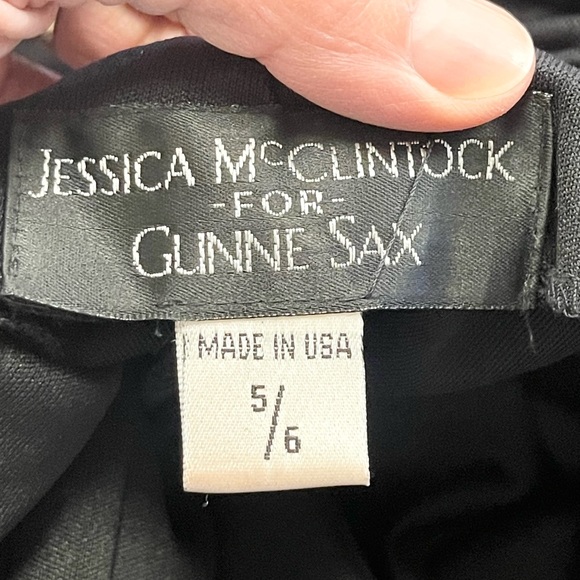 JESSICA McCLINTOCK
-FOR-
GUNNE SAX
MADE IN USA
5/
6